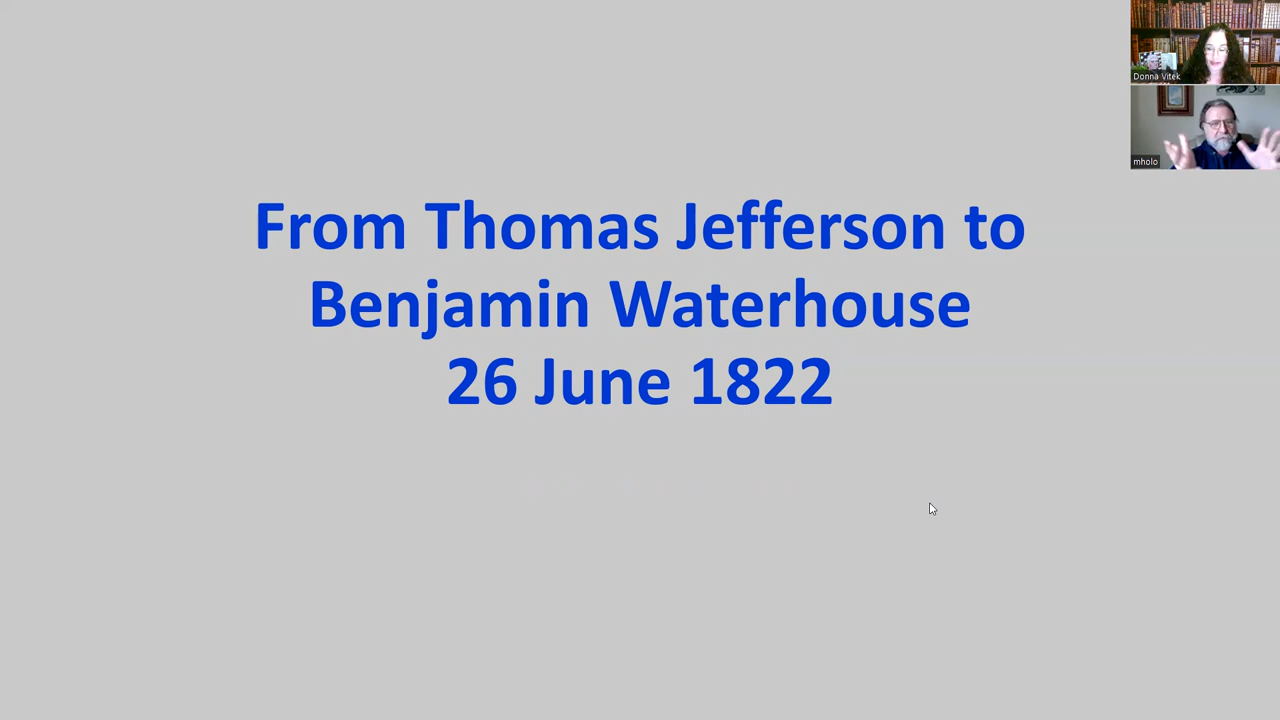 From Thomas Jefferson to
Benjamin Waterhouse
26 June 1822
Donna Vitek
mholo